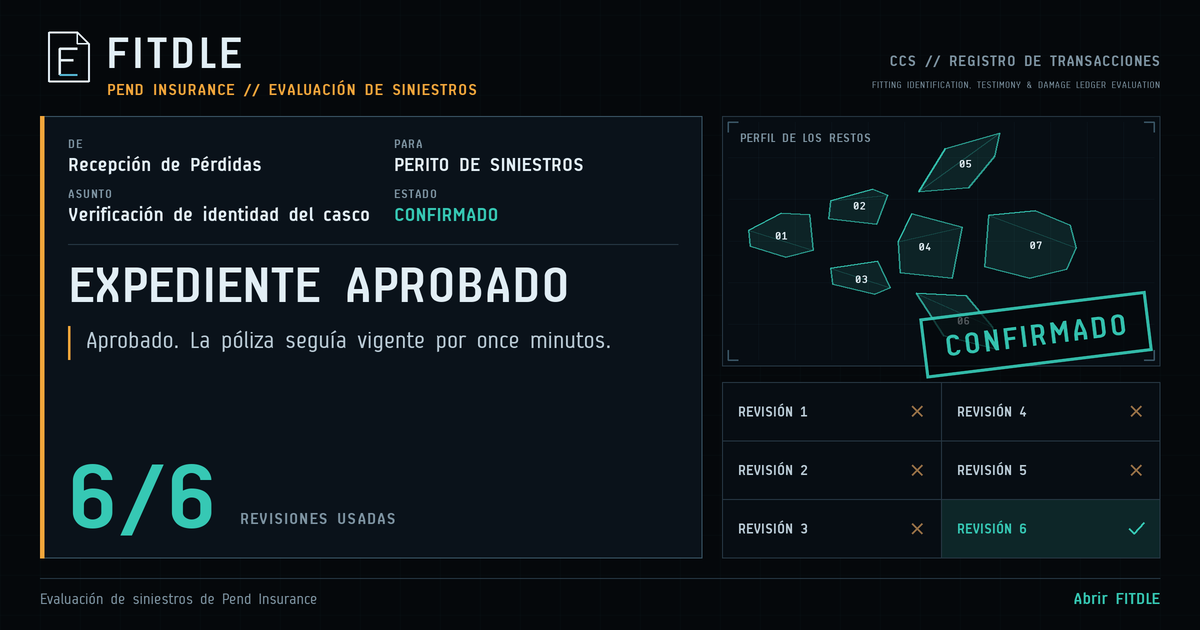 FITDLE
PEND INSURANCE // EVALUACIÓN DE SINIESTROS
CCS // REGISTRO DE TRANSACCIONES
FITTING IDENTIFICATION, TESTIMONY & DAMAGE LEDGER EVALUATION
DE
Recepción de Pérdidas
PARA
PERITO DE SINIESTROS
ASUNTO
Verificación de identidad del casco
ESTADO
CONFIRMADO
EXPEDIENTE APROBADO
Aprobado. La póliza seguía vigente por once minutos.
6/6
REVISIONES USADAS
PERFIL DE LOS RESTOS
05
02
01
04
07
03
06
CONFIRMADO
REVISIÓN 1
REVISIÓN 4
REVISIÓN 2
REVISIÓN 5
REVISIÓN 3
REVISIÓN 6
Evaluación de siniestros de Pend Insurance
Abrir FITDLE